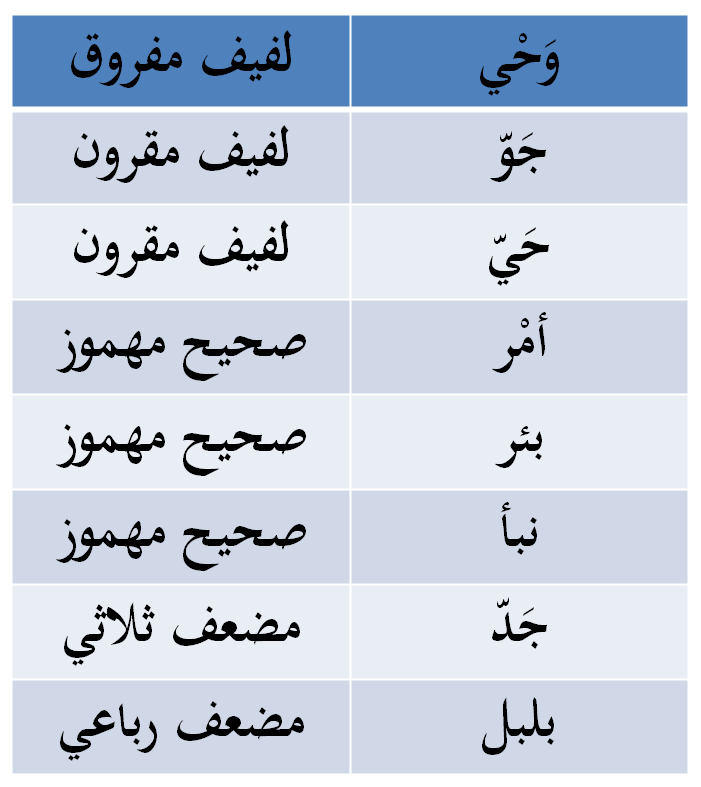 وَحْي لفيف مفروق
جَوّ لفيف مقرون
حَيّ لفيف مقرون
أمْر صحيح مهموز
بئر صحيح مهموز
نبأ صحيح مهموز
جَدّ مضعف ثلاثي
بلبل مضعف رباعي